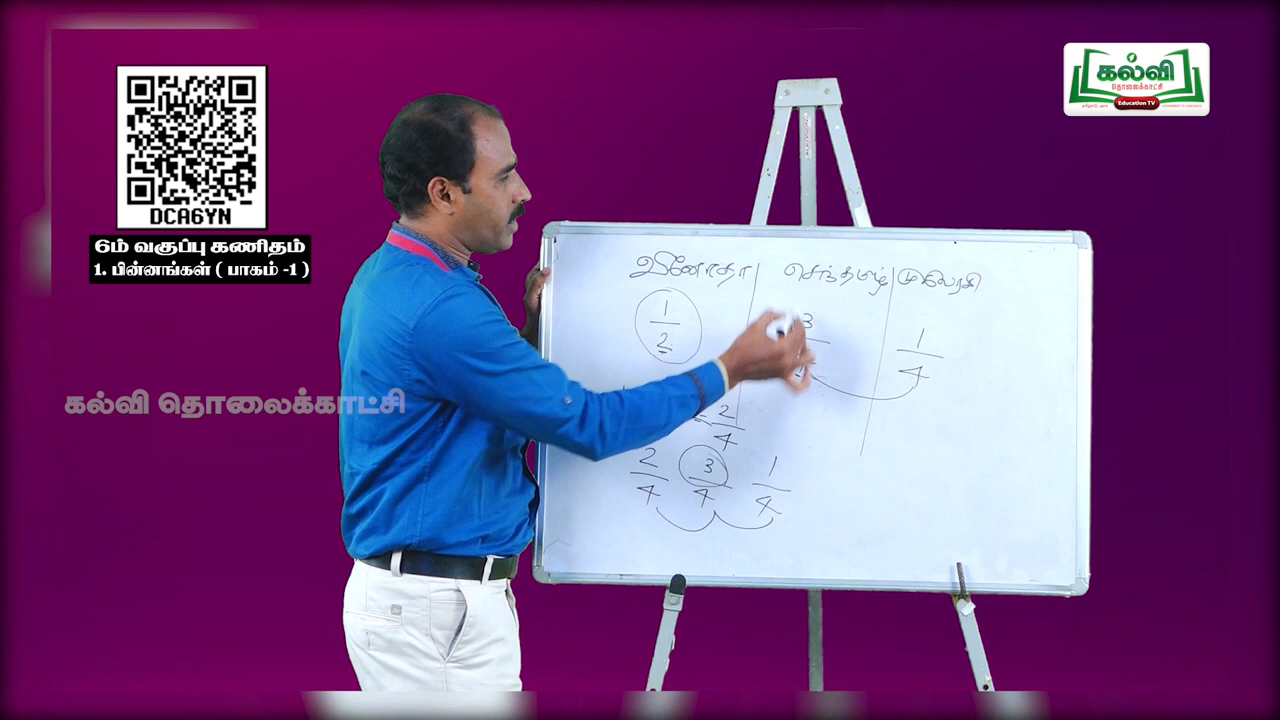 கல்வி
தொலைக்காட்சி
Education TV
DCA6YN
6ம் வகுப்பு கணிதம்
1. பின்னங்கள் ( பாகம் -1 )
வினோதா செந்தமிழ் முலரசி
1/2 3 1/4
கல்வி தொலைக்காட்சி
= 2/4
2/4 3/4 1/4